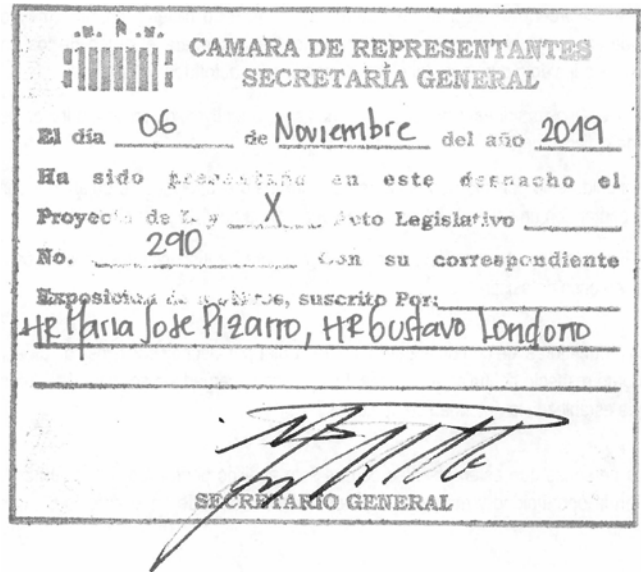 CAMARA DE REPRESENTANTES
SECRETARÍA GENERAL
El día 06 de Noviembre del año 2019
Ha sido presentado en este despacho el
Proyecto de Ley X Acto Legislativo
No. 290 Con su correspondiente
Exposición de motivos, suscrito Por:
HR Maria Jose Pizarro, HR Gustavo Londoño
SECRETARIO GENERAL